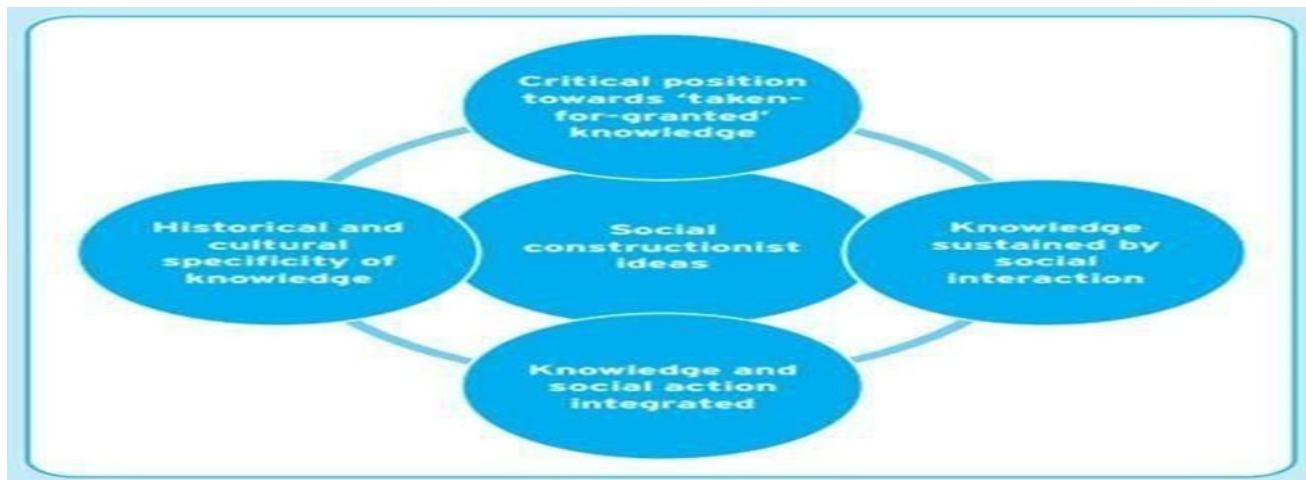 Critical position
towards ‘taken-
for-granted’
knowledge
Historical and
cultural
specificity of
knowledge
Social
constructionist
ideas
Knowledge
sustained by
social
interaction
Knowledge and
social action
integrated